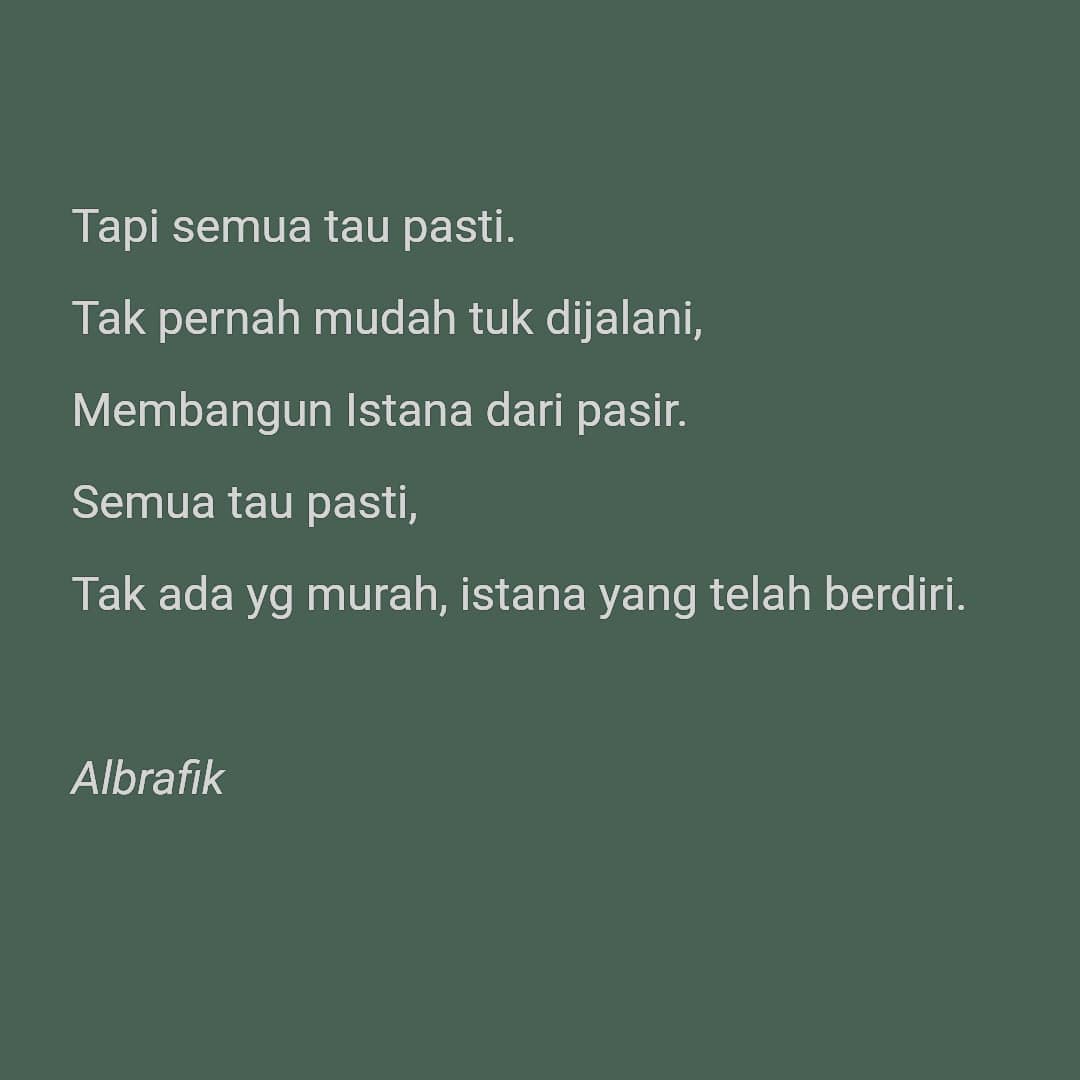 Tapi semua tau pasti.
Tak pernah mudah tuk dijalani,
Membangun Istana dari pasir.
Semua tau pasti,
Tak ada yg murah, istana yang telah berdiri.
Albrafik